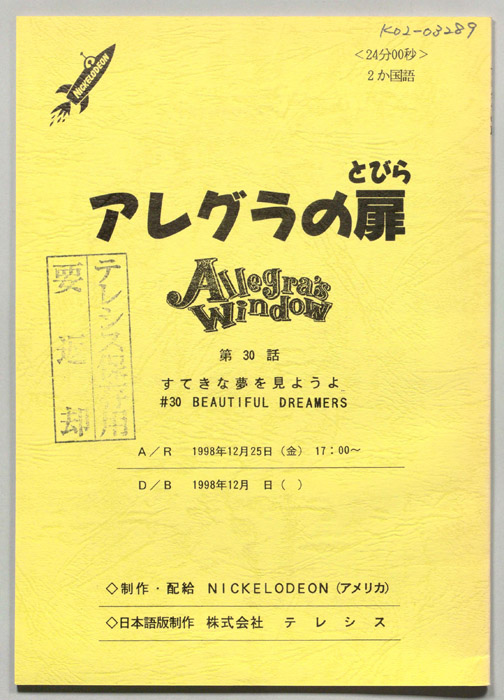 K02-03289
NICKELODEON
<24分00秒>
2か国語
とびら
アレグラの扉
Allegra's
Window
テレシス保存用
要返却
第 30 話
すてきな夢を見ようよ
#30 BEAUTIFUL DREAMERS
A/R 1998年12月25日(金) 17:00~
D/B 1998年12月 日( )
◇制作・配給 NICKELODEON(アメリカ)
◇日本語版制作 株式会社 テレシス